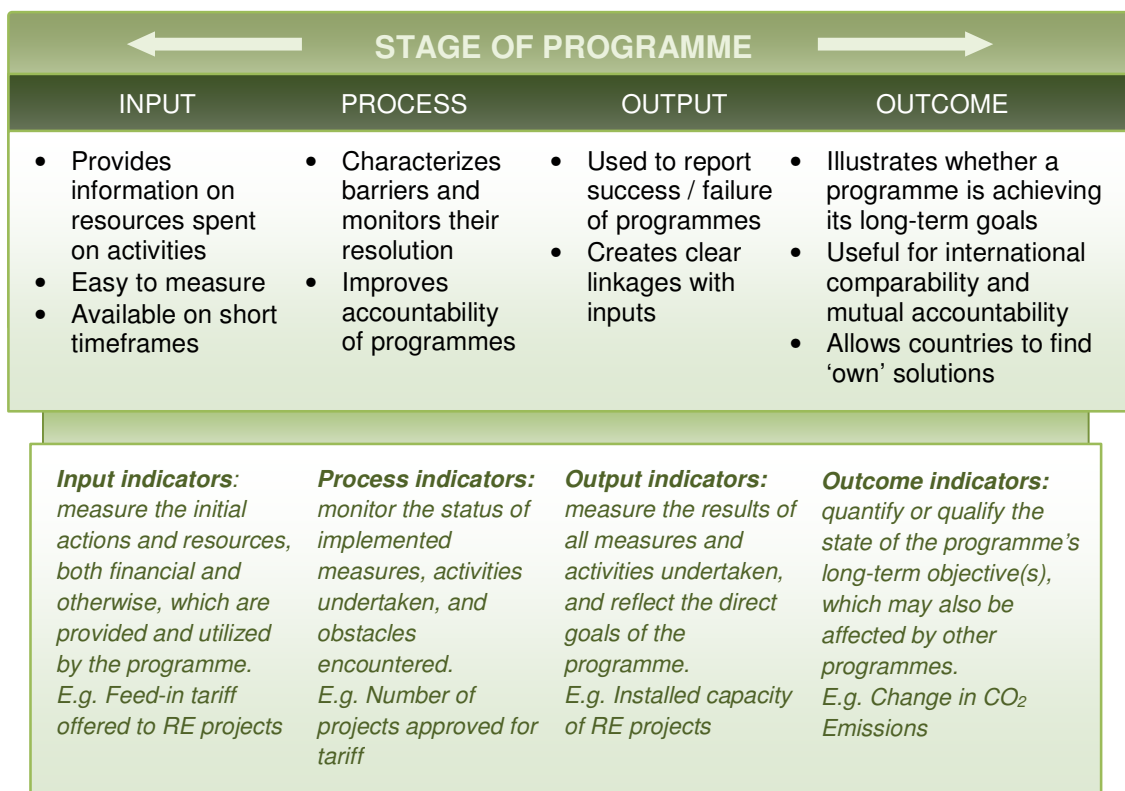 STAGE OF PROGRAMME
INPUT
PROCESS
OUTPUT
OUTCOME
• Provides
information on
resources spent
on activities
• Easy to measure
• Available on short
timeframes
• Characterizes
barriers and
monitors their
resolution
• Improves
accountability
of programmes
• Used to report
success / failure
of programmes
• Creates clear
linkages with
inputs
• Illustrates whether a
programme is achieving
its long-term goals
• Useful for international
comparability and
mutual accountability
• Allows countries to find
‘own’ solutions
Input indicators:
measure the initial
actions and resources,
both financial and
otherwise, which are
provided and utilized
by the programme.
E.g. Feed-in tariff
offered to RE projects
Process indicators:
monitor the status of
implemented
measures, activities
undertaken, and
obstacles
encountered.
E.g. Number of
projects approved for
tariff
Output indicators:
measure the results of
all measures and
activities undertaken,
and reflect the direct
goals of the
programme.
E.g. Installed capacity
of RE projects
Outcome indicators:
quantify or qualify the
state of the programme’s
long-term objective(s),
which may also be
affected by other
programmes.
E.g. Change in CO₂
Emissions